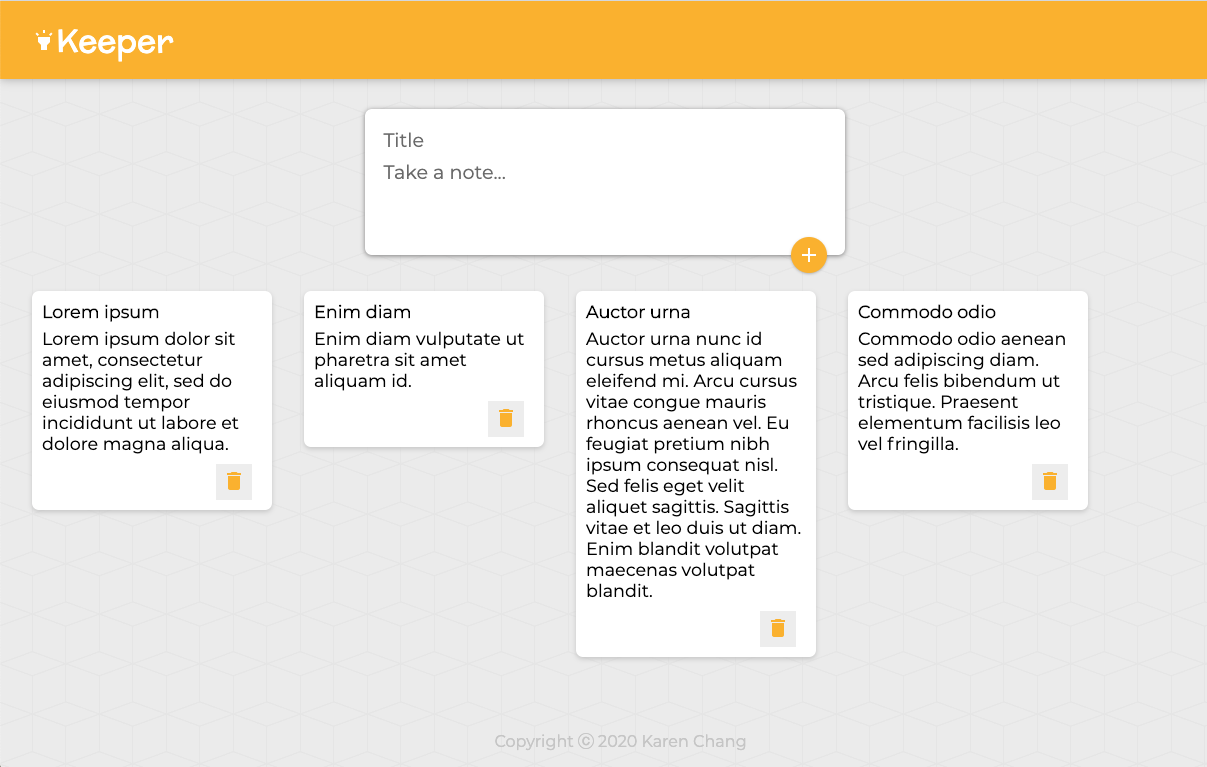 Keeper
Title
Take a note...
Lorem ipsum
Lorem ipsum dolor sit
amet, consectetur
adipiscing elit, sed do
eiusmod tempor
incididunt ut labore et
dolore magna aliqua.
Enim diam
Enim diam vulputate ut
pharetra sit amet
aliquam id.
Auctor urna
Auctor urna nunc id
cursus metus aliquam
eleifend mi. Arcu cursus
vitae congue mauris
rhoncus aenean vel. Eu
feugiat pretium nibh
ipsum consequat nisl.
Sed felis eget velit
aliquet sagittis. Sagittis
vitae et leo duis ut diam.
Enim blandit volutpat
maecenas volutpat
blandit.
Commodo odio
Commodo odio aenean
sed adipiscing diam.
Arcu felis bibendum ut
tristique. Praesent
elementum facilisis leo
vel fringilla.
Copyright ⓒ 2020 Karen Chang